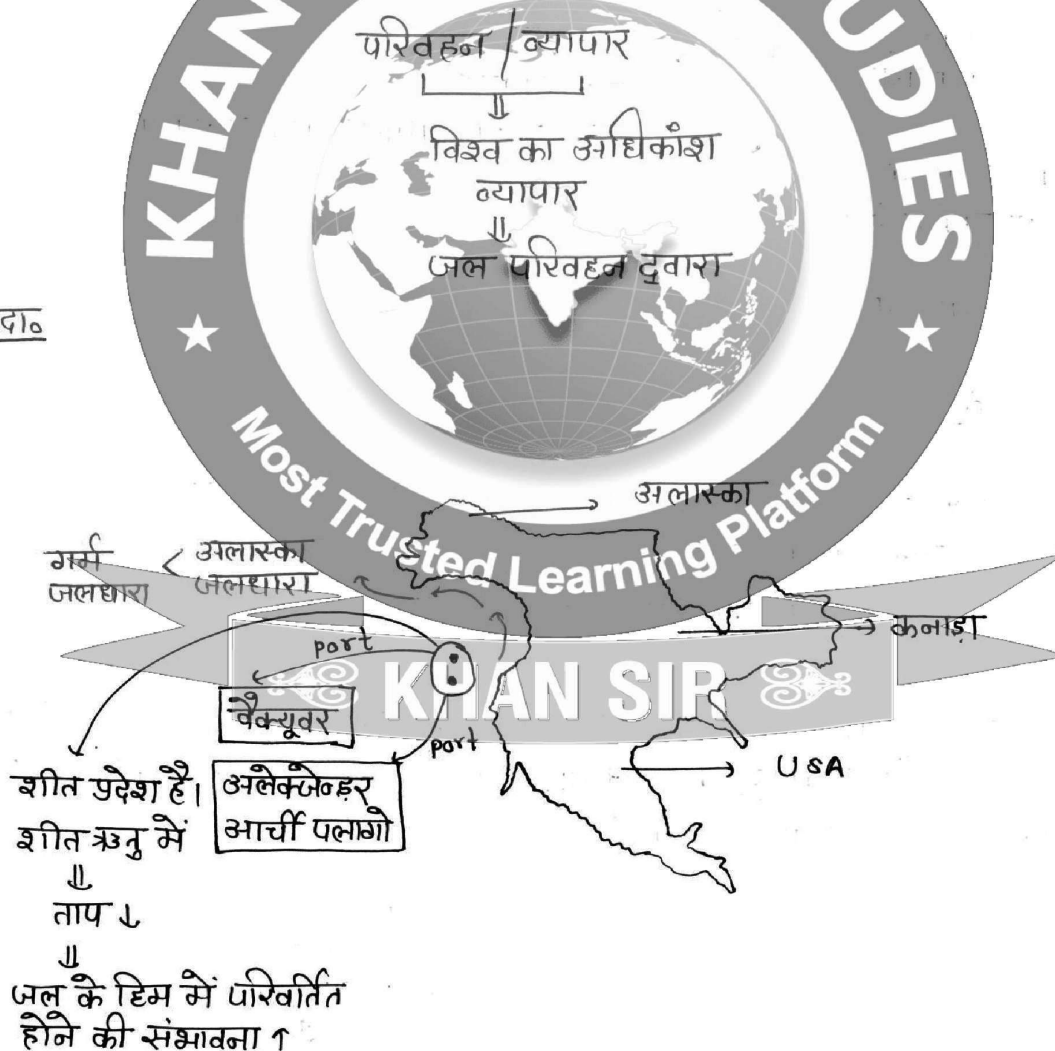 KHAN
UDIES
परिवहन / व्यापार
⇓
विश्व का अधिकांश
व्यापार
⇓
जल परिवहन द्वारा
दा०
Most Trusted Learning Platform
KHAN SIR
अलास्का
गर्म
जलधारा
< अलास्का
जलधारा
कनाड़ा
port
वैक्यूवर
port
USA
शीत प्रदेश है।
शीत ऋतु में
⇓
ताप ↓
⇓
जल के हिम में परिवर्तित
होने की संभावना ↑
अलेक्जेण्ड़र
आर्ची पलागो